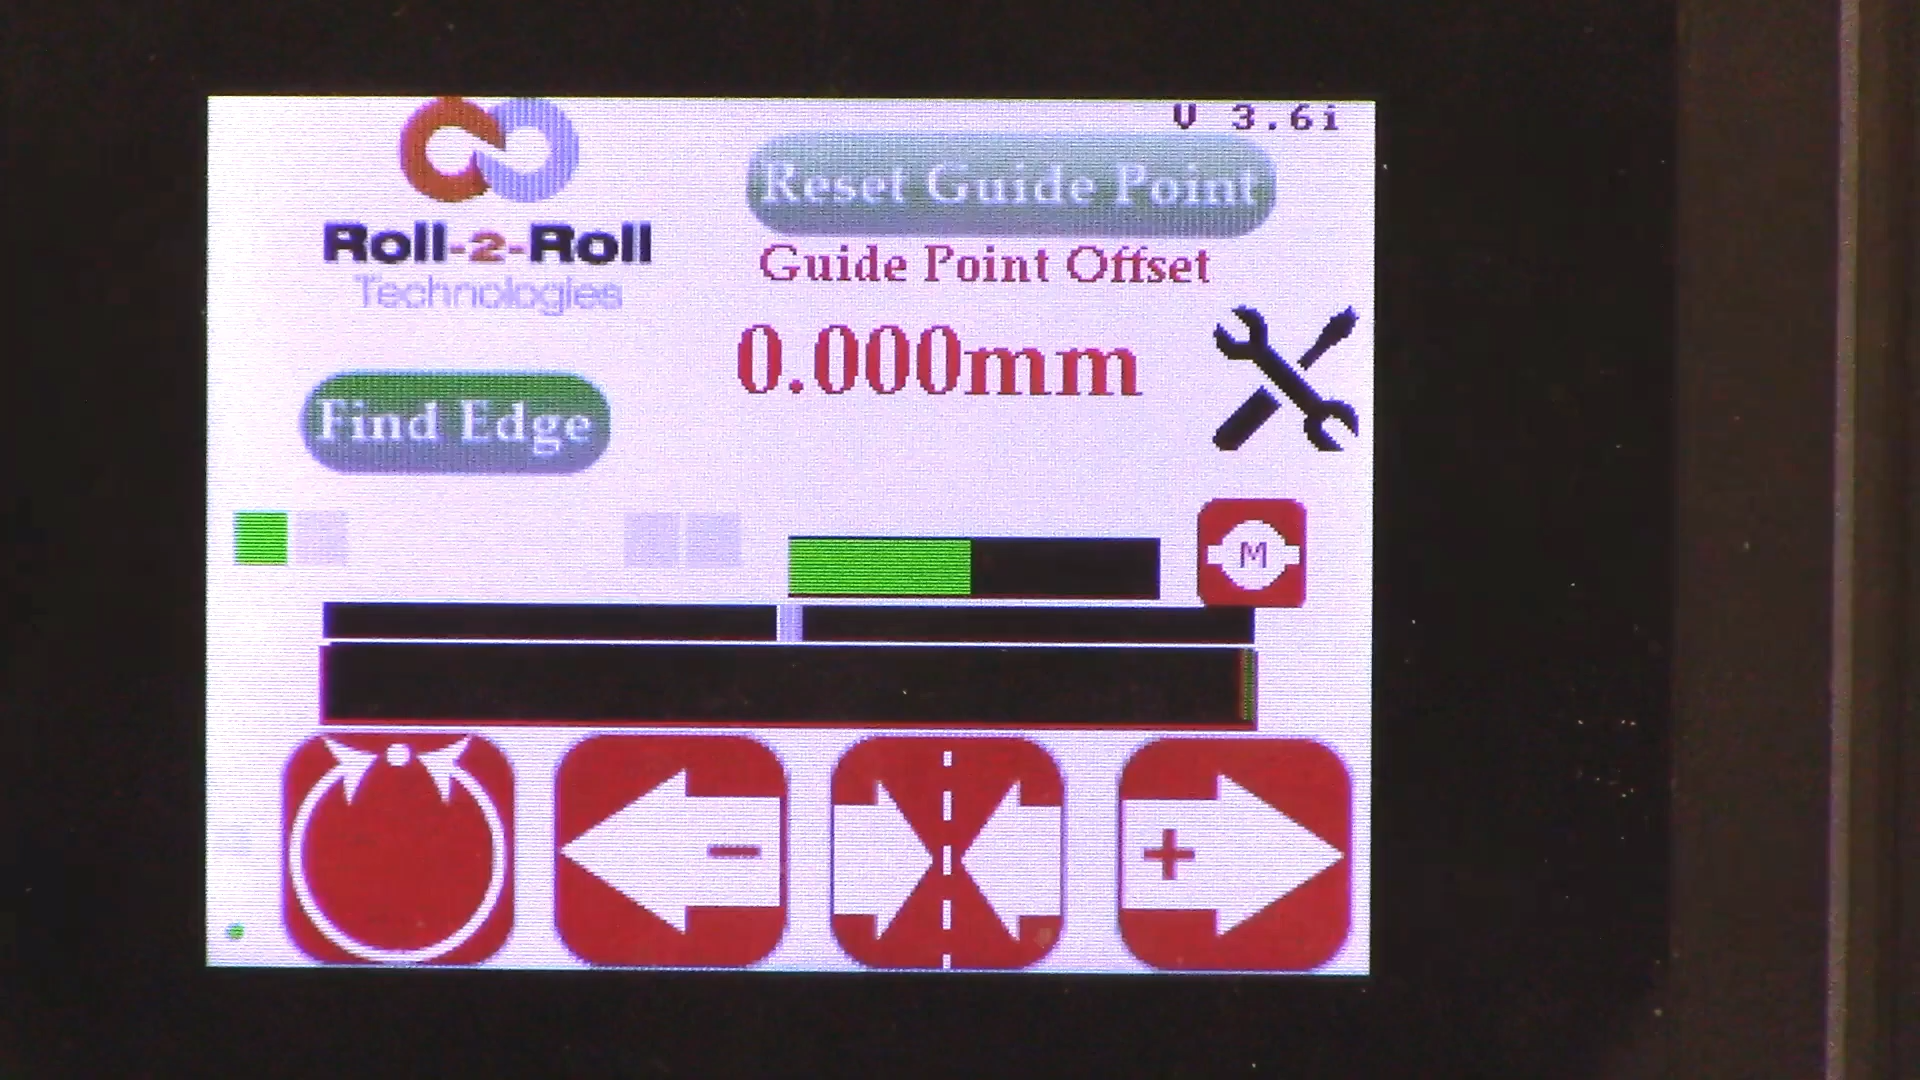 V 3.6i
Reset Guide Point
Roll-2-Roll
Technologies
Guide Point Offset
0.000mm
Find Edge
M
-
+